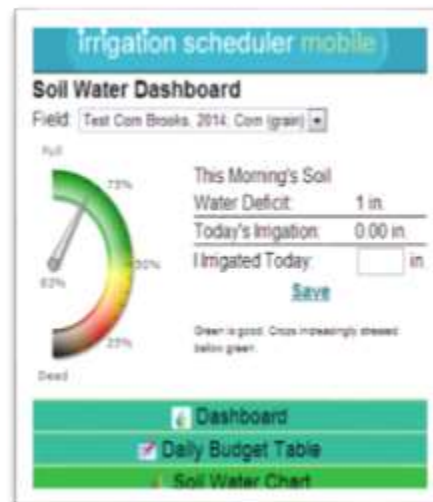 irrigation scheduler mobile
Soil Water Dashboard
Field: Test Corn Brooks, 2014, Corn (grain)
Full
75%
This Morning's Soil
Water Deficit: 1 in.
Today's Irrigation: 0.00 in.
50%
I Irrigated Today: in.
83%
Save
Green is good. Crops increasingly stressed
below green.
25%
Dead
Dashboard
Daily Budget Table
Soil Water Chart